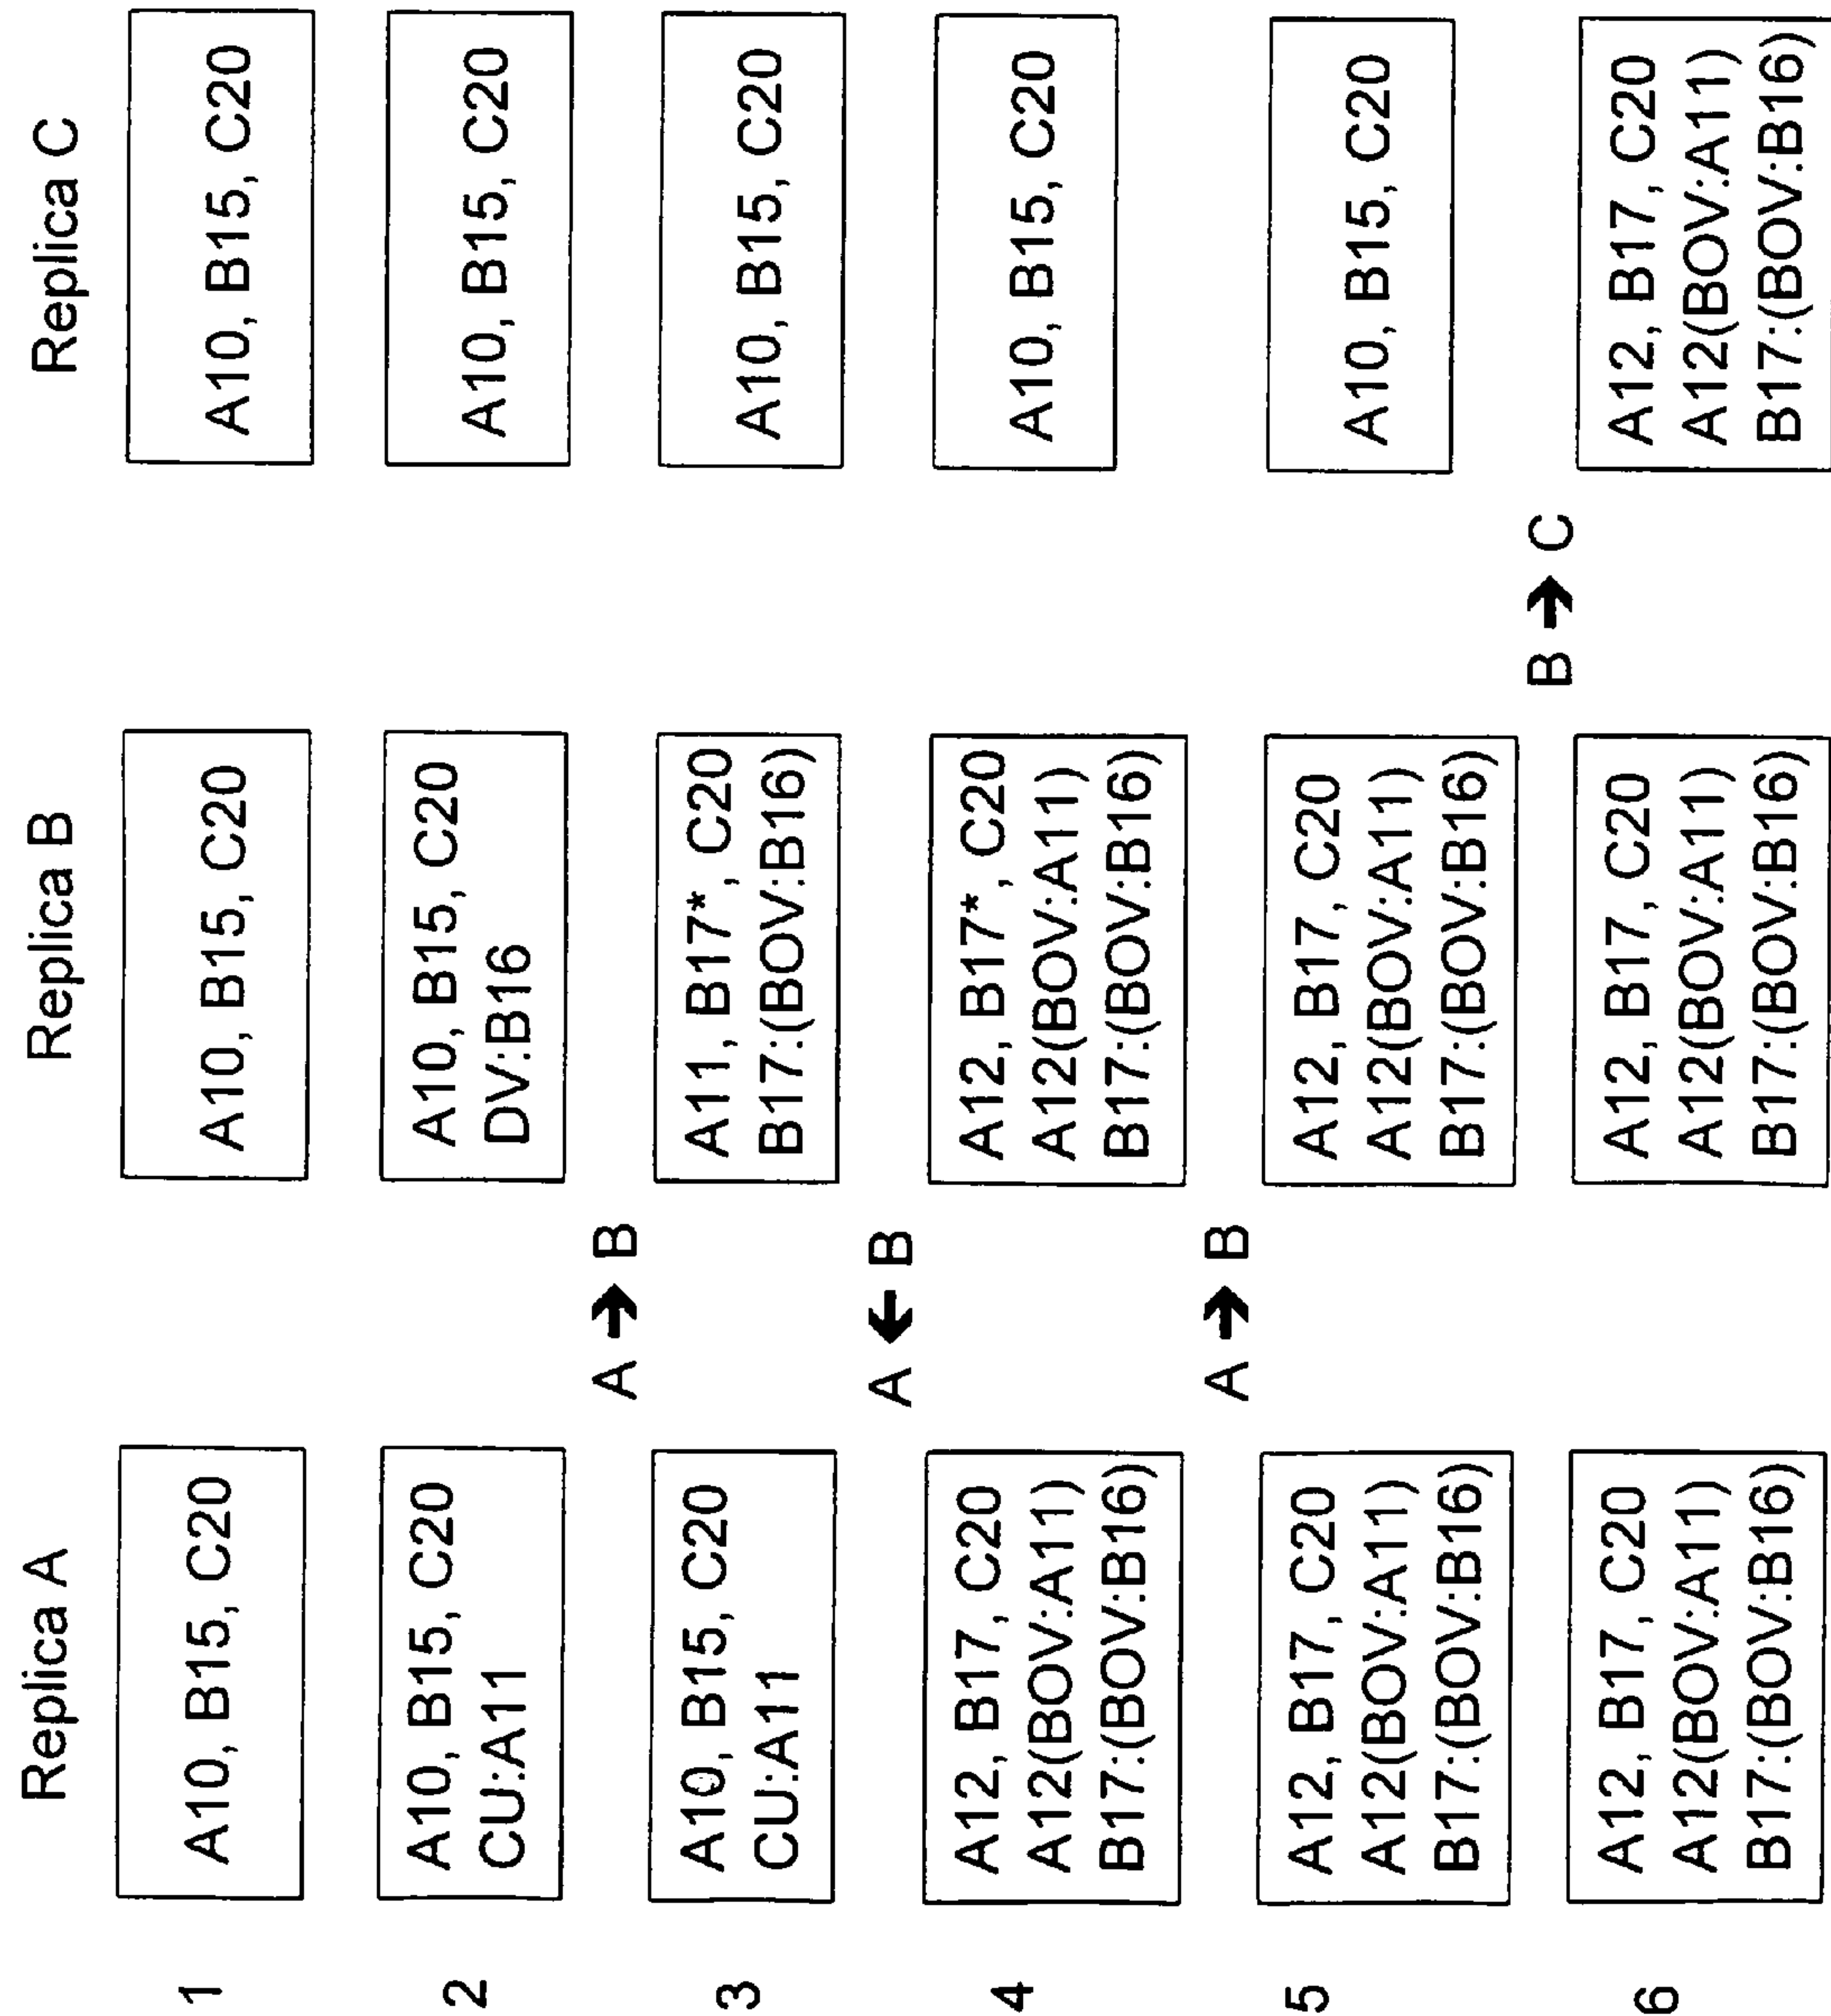 Replica A
Replica B
Replica C
1
A10, B15, C20
A10, B15, C20
A10, B15, C20
2
A10, B15, C20
CU:A11
A10, B15, C20
DV:B16
A10, B15, C20
A → B
3
A10, B15, C20
CU:A11
A11, B17*, C20
B17:(BOV:B16)
A10, B15, C20
A ← B
4
A12, B17, C20
A12(BOV:A11)
B17:(BOV:B16)
A12, B17*, C20
A12(BOV:A11)
B17:(BOV:B16)
A10, B15, C20
A → B
5
A12, B17, C20
A12(BOV:A11)
B17:(BOV:B16)
A12, B17, C20
A12(BOV:A11)
B17:(BOV:B16)
A10, B15, C20
B → C
6
A12, B17, C20
A12(BOV:A11)
B17:(BOV:B16)
A12, B17, C20
A12(BOV:A11)
B17:(BOV:B16)
A12, B17, C20
A12(BOV:A11)
B17:(BOV:B16)